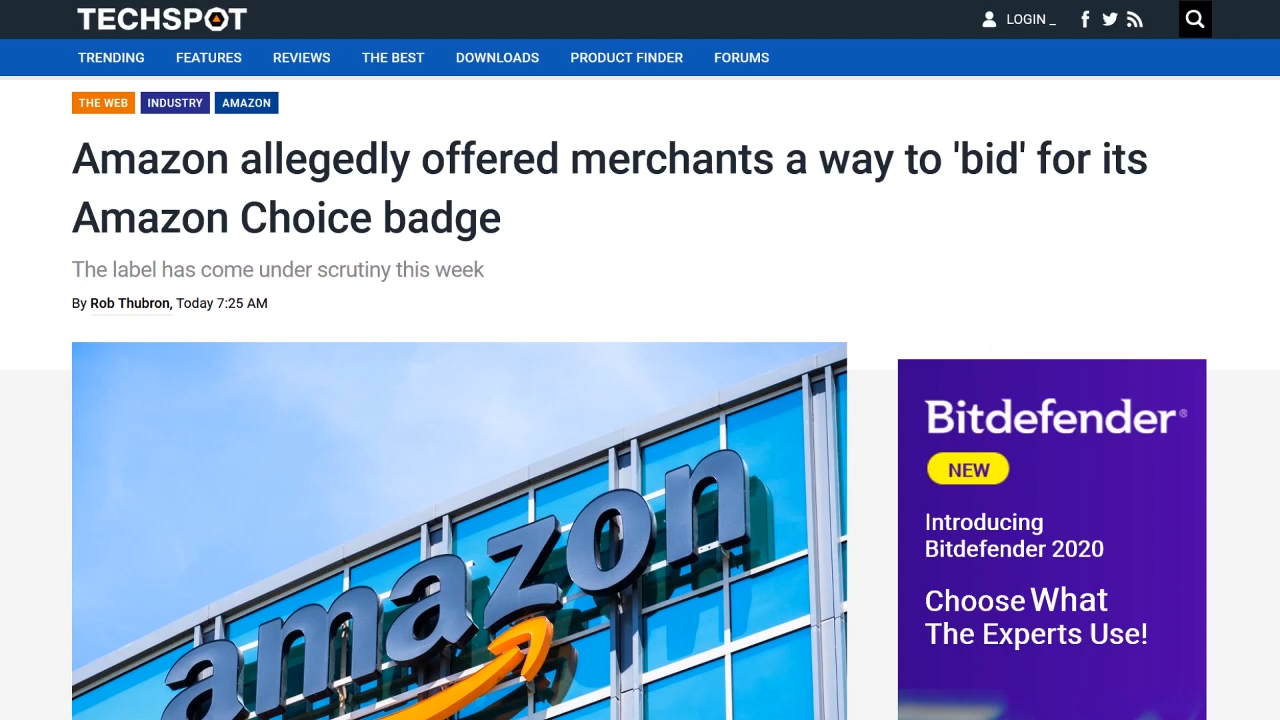 TECHSPOT
LOGIN _
TRENDING FEATURES REVIEWS THE BEST DOWNLOADS PRODUCT FINDER FORUMS
THE WEB INDUSTRY AMAZON
Amazon allegedly offered merchants a way to 'bid' for its
Amazon Choice badge
The label has come under scrutiny this week
By Rob Thubron, Today 7:25 AM
amazon
Bitdefender®
NEW
Introducing
Bitdefender 2020
Choose What
The Experts Use!